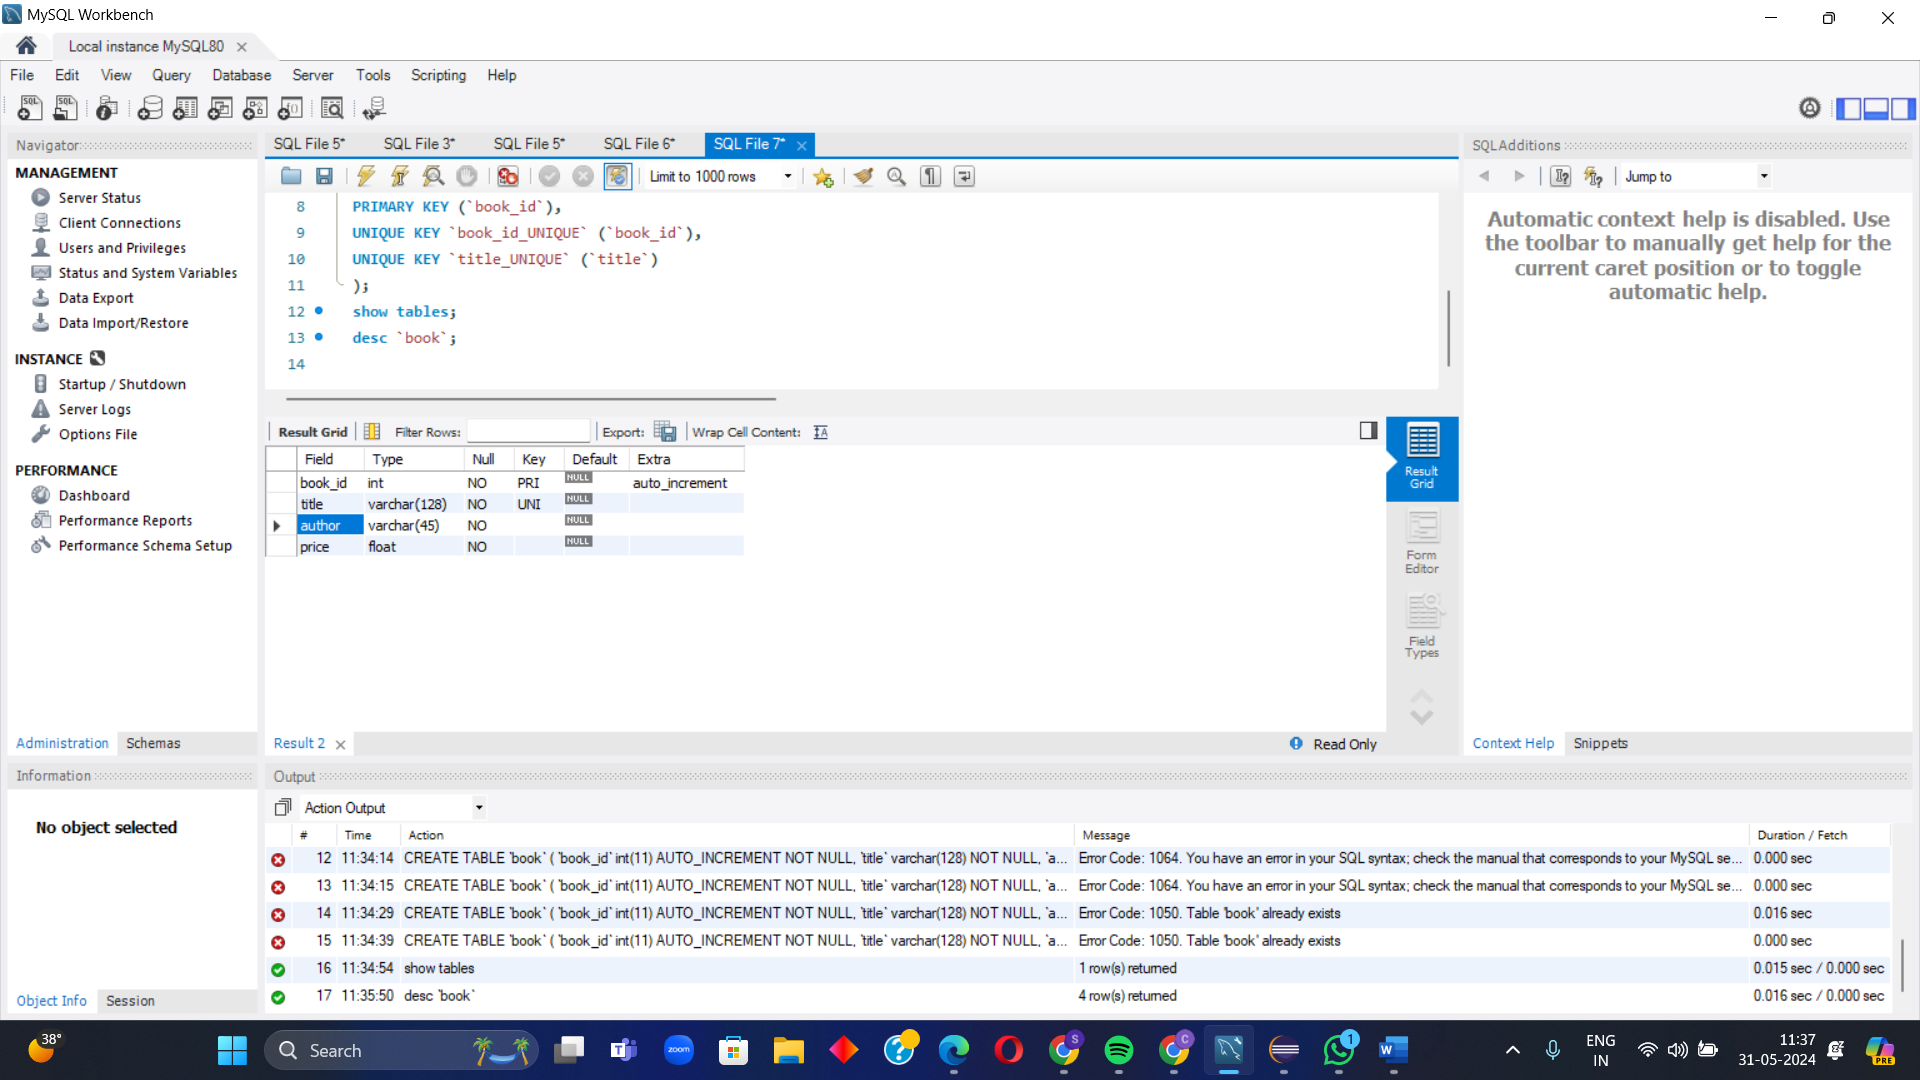 MySQL Workbench
Local instance MySQL80
File Edit View Query Database Server Tools Scripting Help
Navigator
MANAGEMENT
Server Status
Client Connections
Users and Privileges
Status and System Variables
Data Export
Data Import/Restore
INSTANCE
Startup / Shutdown
Server Logs
Options File
PERFORMANCE
Dashboard
Performance Reports
Performance Schema Setup
Administration Schemas
Information
No object selected
Object Info Session
SQL File 5* SQL File 3* SQL File 5* SQL File 6* SQL File 7*
Limit to 1000 rows
8 PRIMARY KEY (`book_id`),
9 UNIQUE KEY `book_id_UNIQUE` (`book_id`),
10 UNIQUE KEY `title_UNIQUE` (`title`)
11 );
12 show tables;
13 desc `book`;
14
Result Grid Filter Rows: Export: Wrap Cell Content:
Field Type Null Key Default Extra
book_id int NO PRI NULL auto_increment
title varchar(128) NO UNI NULL
author varchar(45) NO NULL
price float NO NULL
Result Grid
Form Editor
Field Types
Result 2 Read Only
SQLAdditions
Jump to
Automatic context help is disabled. Use
the toolbar to manually get help for the
current caret position or to toggle
automatic help.
Context Help Snippets
Output
Action Output
# Time Action Message Duration / Fetch
12 11:34:14 CREATE TABLE `book` ( `book_id` int(11) AUTO_INCREMENT NOT NULL, `title` varchar(128) NOT NULL, `a... Error Code: 1064. You have an error in your SQL syntax; check the manual that corresponds to your MySQL se... 0.000 sec
13 11:34:15 CREATE TABLE `book` ( `book_id` int(11) AUTO_INCREMENT NOT NULL, `title` varchar(128) NOT NULL, `a... Error Code: 1064. You have an error in your SQL syntax; check the manual that corresponds to your MySQL se... 0.000 sec
14 11:34:29 CREATE TABLE `book` ( `book_id` int(11) AUTO_INCREMENT NOT NULL, `title` varchar(128) NOT NULL, `a... Error Code: 1050. Table 'book' already exists 0.016 sec
15 11:34:39 CREATE TABLE `book` ( `book_id` int(11) AUTO_INCREMENT NOT NULL, `title` varchar(128) NOT NULL, `a... Error Code: 1050. Table 'book' already exists 0.000 sec
16 11:34:54 show tables 1 row(s) returned 0.015 sec / 0.000 sec
17 11:35:50 desc `book` 4 row(s) returned 0.016 sec / 0.000 sec
38°
Search
zoom
S
C
1
W
ENG
IN
11:37
31-05-2024
PRE